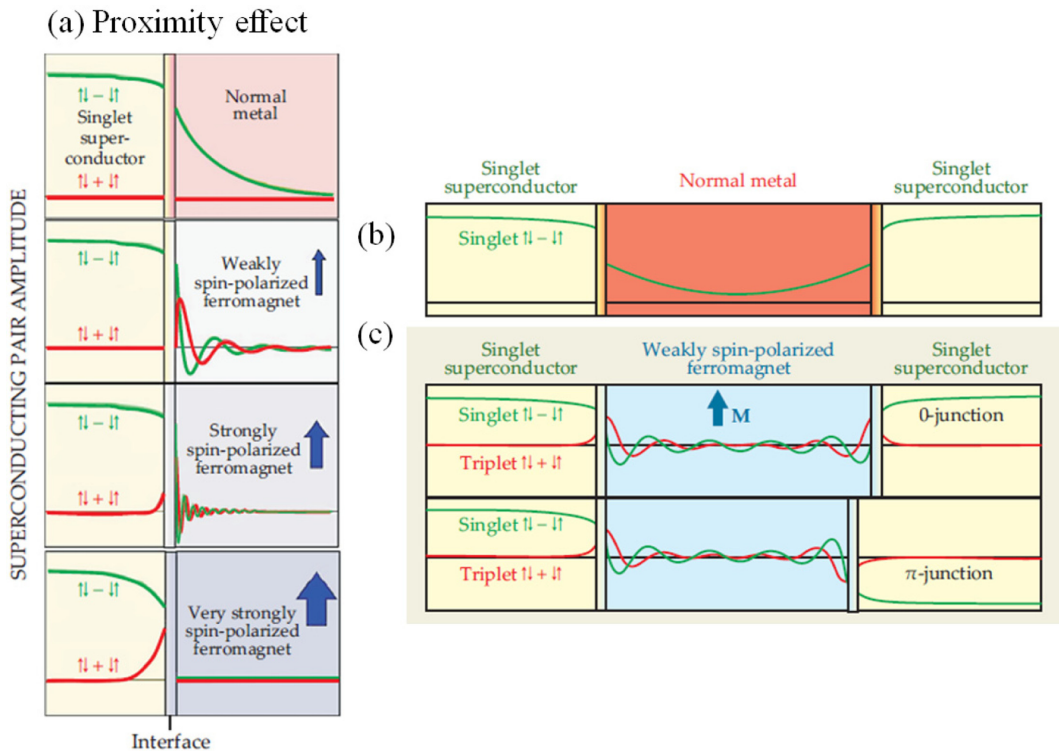 (a) Proximity effect
SUPERCONDUCTING PAIR AMPLITUDE
↑↓ − ↓↑
Singlet
super-
conductor
↑↓ + ↓↑
Normal
metal
↑↓ − ↓↑
↑↓ + ↓↑
Weakly
spin-polarized
ferromagnet
↑↓ − ↓↑
↑↓ + ↓↑
Strongly
spin-polarized
ferromagnet
↑↓ − ↓↑
↑↓ + ↓↑
Very strongly
spin-polarized
ferromagnet
Interface
(b)
Singlet
superconductor
Normal metal
Singlet
superconductor
Singlet ↑↓ − ↓↑
(c)
Singlet
superconductor
Weakly spin-polarized
ferromagnet
Singlet
superconductor
Singlet ↑↓ − ↓↑
M
0-junction
Triplet ↑↓ + ↓↑
Singlet ↑↓ − ↓↑
Triplet ↑↓ + ↓↑
π-junction